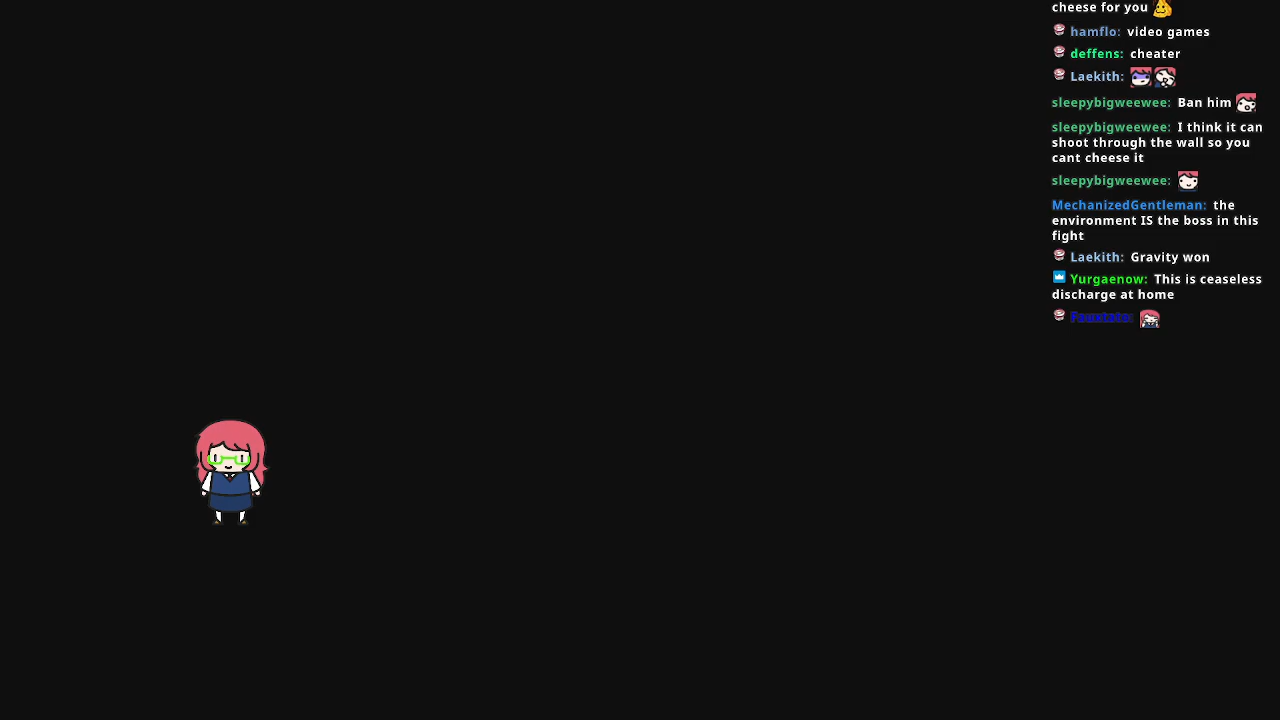 cheese for you
hamflo: video games
deffens: cheater
Laekith:
sleepybigweewee: Ban him
sleepybigweewee: I think it can
shoot through the wall so you
cant cheese it
sleepybigweewee:
MechanizedGentleman: the
environment IS the boss in this
fight
Laekith: Gravity won
Yurgaenow: This is ceaseless
discharge at home